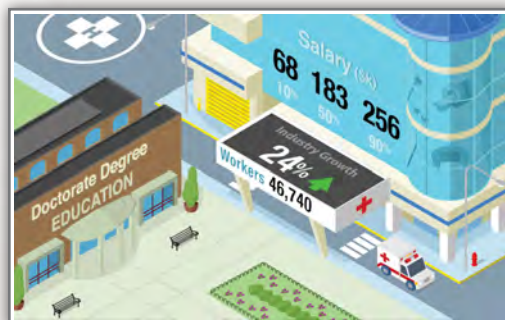 Salary ($k)
68 183 256
10% 50% 90%
Industry Growth
24%
Workers 46,740
Doctorate Degree
EDUCATION